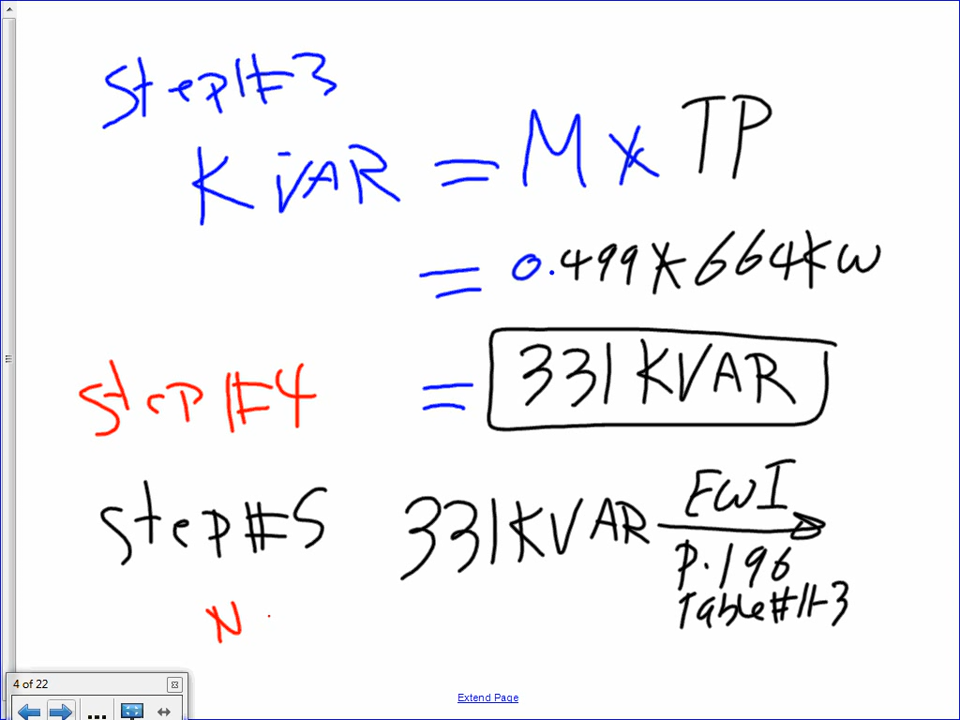 Step#3
KVAR = M x TP
= 0.499 x 664KW
= 331 KVAR
Step#4
Step#5 331KVAR EWI
P.196
Table#11-3
N
4 of 22
...
Extend Page